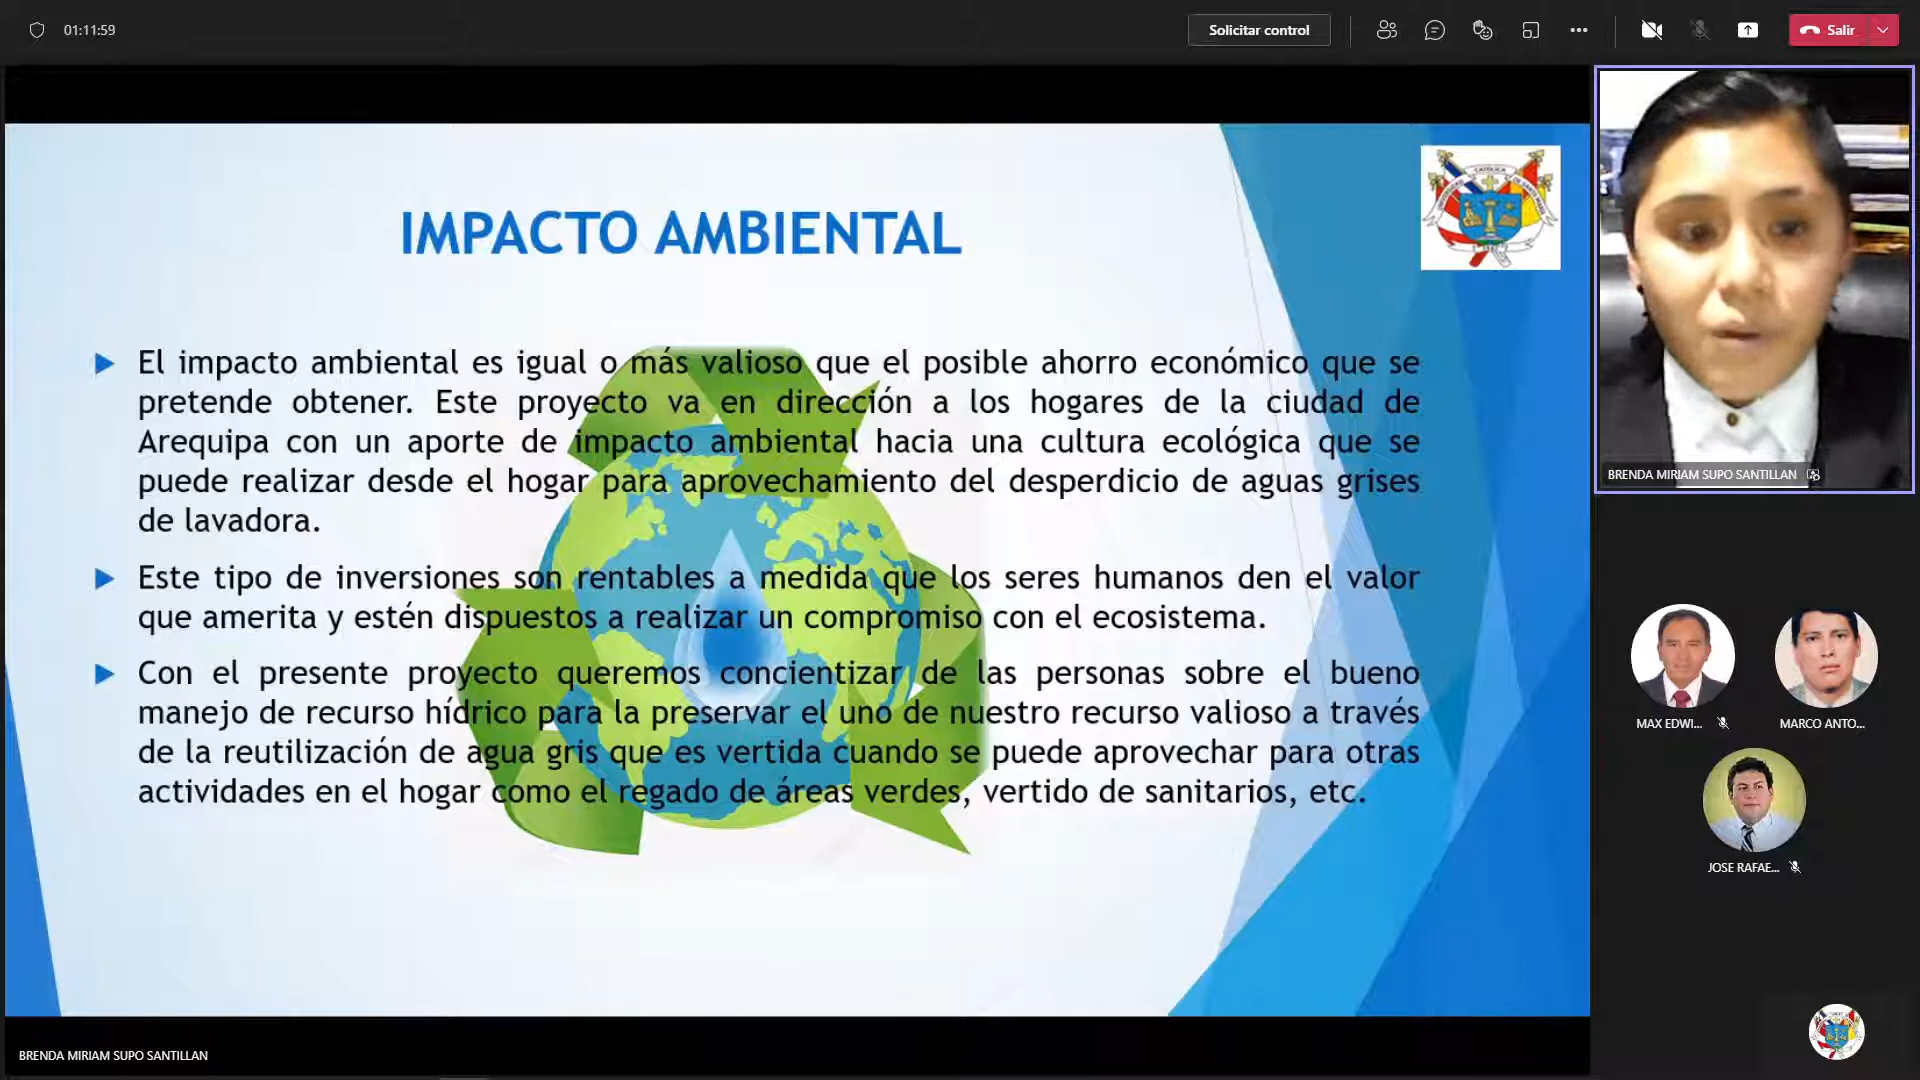 01:11:59
Solicitar control
Salir
IMPACTO AMBIENTAL
El impacto ambiental es igual o más valioso que el posible ahorro económico que se
pretende obtener. Este proyecto va en dirección a los hogares de la ciudad de
Arequipa con un aporte de impacto ambiental hacia una cultura ecológica que se
puede realizar desde el hogar para aprovechamiento del desperdicio de aguas grises
de lavadora.
Este tipo de inversiones son rentables a medida que los seres humanos den el valor
que amerita y estén dispuestos a realizar un compromiso con el ecosistema.
Con el presente proyecto queremos concientizar de las personas sobre el bueno
manejo de recurso hídrico para la preservar el uno de nuestro recurso valioso a través
de la reutilización de agua gris que es vertida cuando se puede aprovechar para otras
actividades en el hogar como el regado de áreas verdes, vertido de sanitarios, etc.
BRENDA MIRIAM SUPO SANTILLAN
MAX EDWI...
MARCO ANTO...
JOSE RAFAE...
BRENDA MIRIAM SUPO SANTILLAN